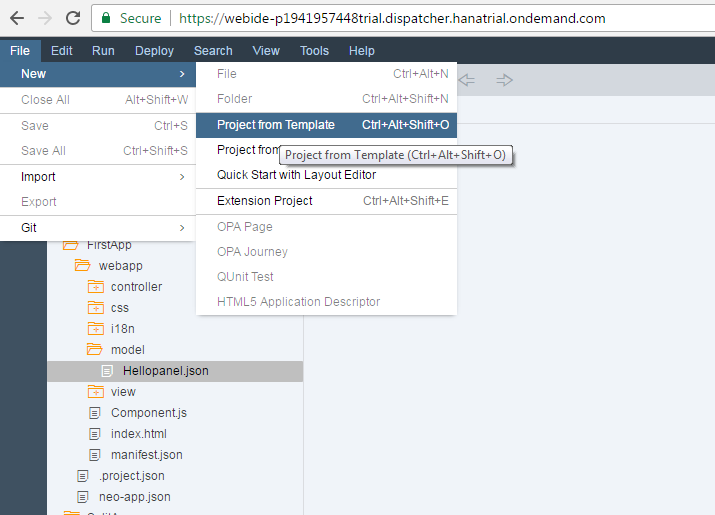 Secure https://webide-p1941957448trial.dispatcher.hanatrial.ondemand.com
File Edit Run Deploy Search View Tools Help
New
File Ctrl+Alt+N
Close All Alt+Shift+W
Folder Ctrl+Alt+Shift+N
Save Ctrl+S
Project from Template Ctrl+Alt+Shift+O
Save All Ctrl+Shift+S
Project from
Project from Template (Ctrl+Alt+Shift+O)
Import
Quick Start with Layout Editor
Export
Extension Project Ctrl+Alt+Shift+E
Git
OPA Page
FirstApp
OPA Journey
webapp
QUnit Test
controller
HTML5 Application Descriptor
css
i18n
model
Hellopanel.json
view
Component.js
index.html
manifest.json
.project.json
neo-app.json